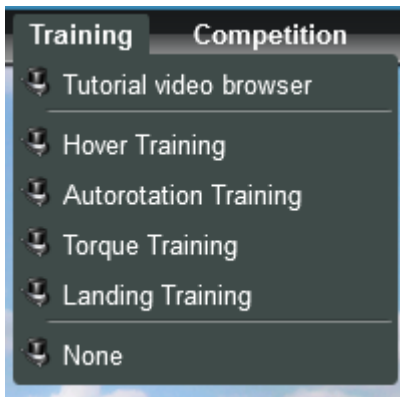 Training Competition
Tutorial video browser
Hover Training
Autorotation Training
Torque Training
Landing Training
None